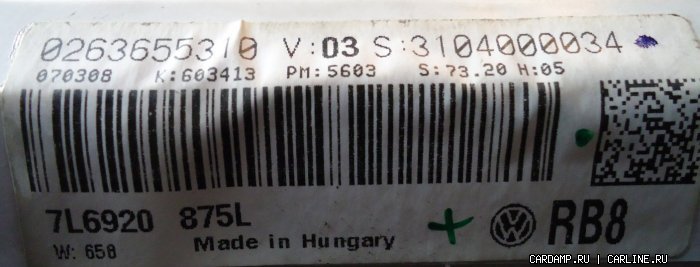 0263655310 V:03 S:3104000034
070308 K:603413 PM:5603 S:73.20 H:05
7L6920 875L RB8
W: 658 Made in Hungary
CARDAMP.RU | CARLINE.RU